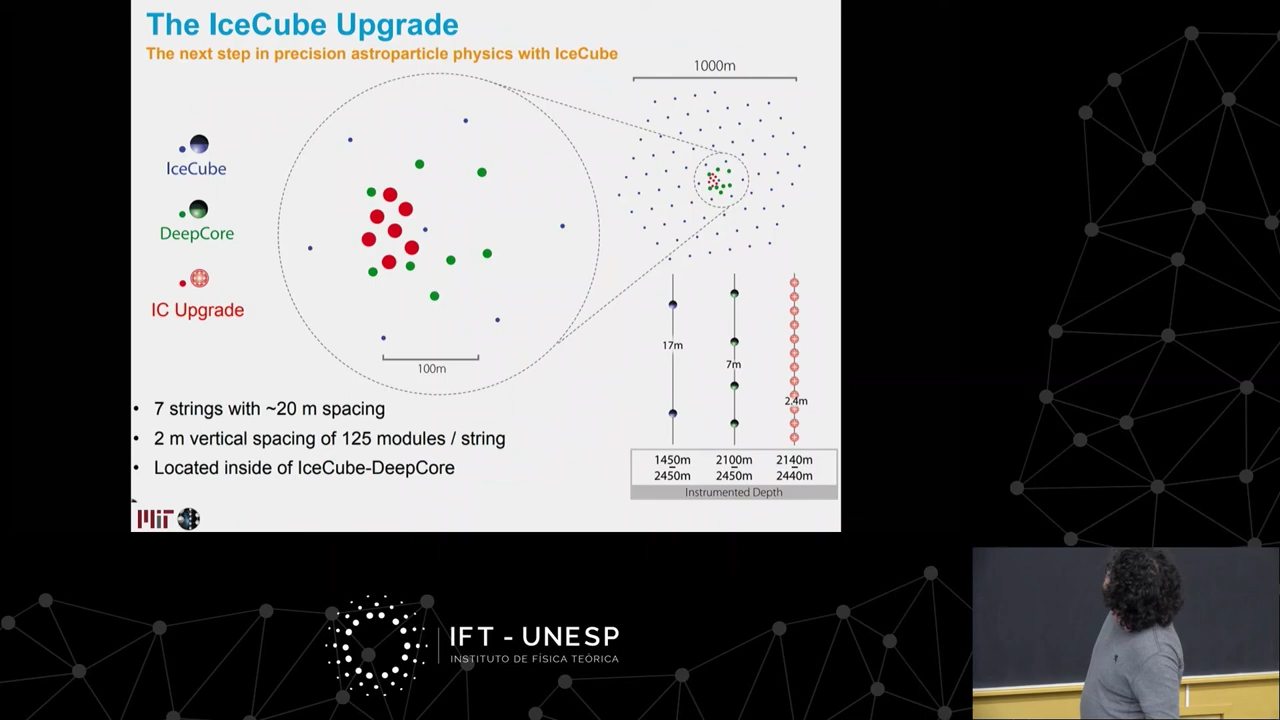 The IceCube Upgrade
The next step in precision astroparticle physics with IceCube
1000m
IceCube
DeepCore
IC Upgrade
100m
17m
7m
2.4m
• 7 strings with ~20 m spacing
• 2 m vertical spacing of 125 modules / string
• Located inside of IceCube-DeepCore
1450m 2100m 2140m
2450m 2450m 2440m
Instrumented Depth
MIT
IFT - UNESP
INSTITUTO DE FÍSICA TEÓRICA